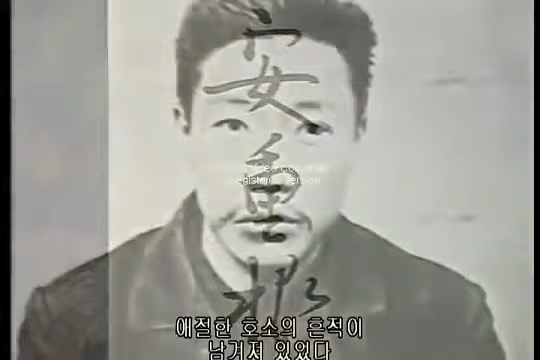 安
重
根
애절한 호소의 흔적이
남겨져 있었다